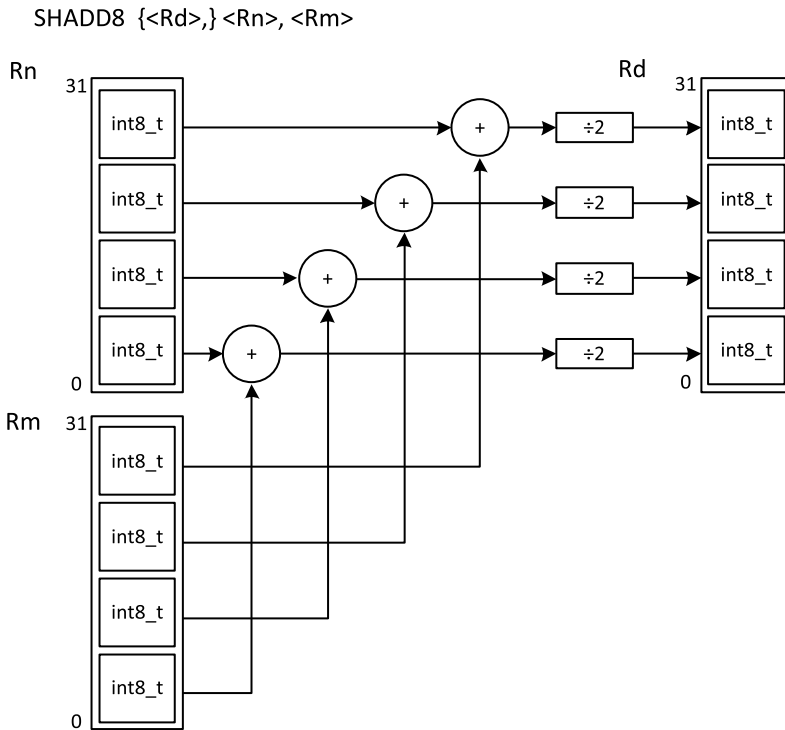 SHADD8 {<Rd>,} <Rn>, <Rm>
Rn
Rd
31
31
int8_t
+
÷2
int8_t
int8_t
+
÷2
int8_t
int8_t
+
÷2
int8_t
int8_t
+
÷2
int8_t
0
0
Rm
31
int8_t
int8_t
int8_t
int8_t
0